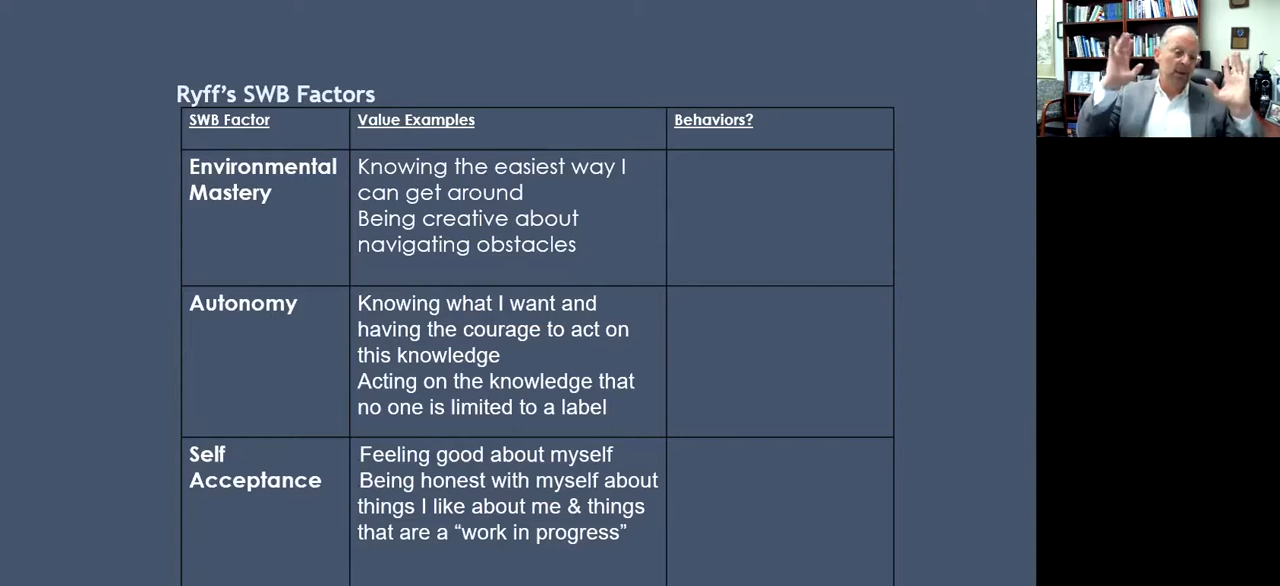 Ryff's SWB Factors
SWB Factor
Value Examples
Behaviors?
Environmental
Mastery
Knowing the easiest way I
can get around
Being creative about
navigating obstacles
Autonomy
Knowing what I want and
having the courage to act on
this knowledge
Acting on the knowledge that
no one is limited to a label
Self
Acceptance
Feeling good about myself
Being honest with myself about
things I like about me & things
that are a “work in progress”